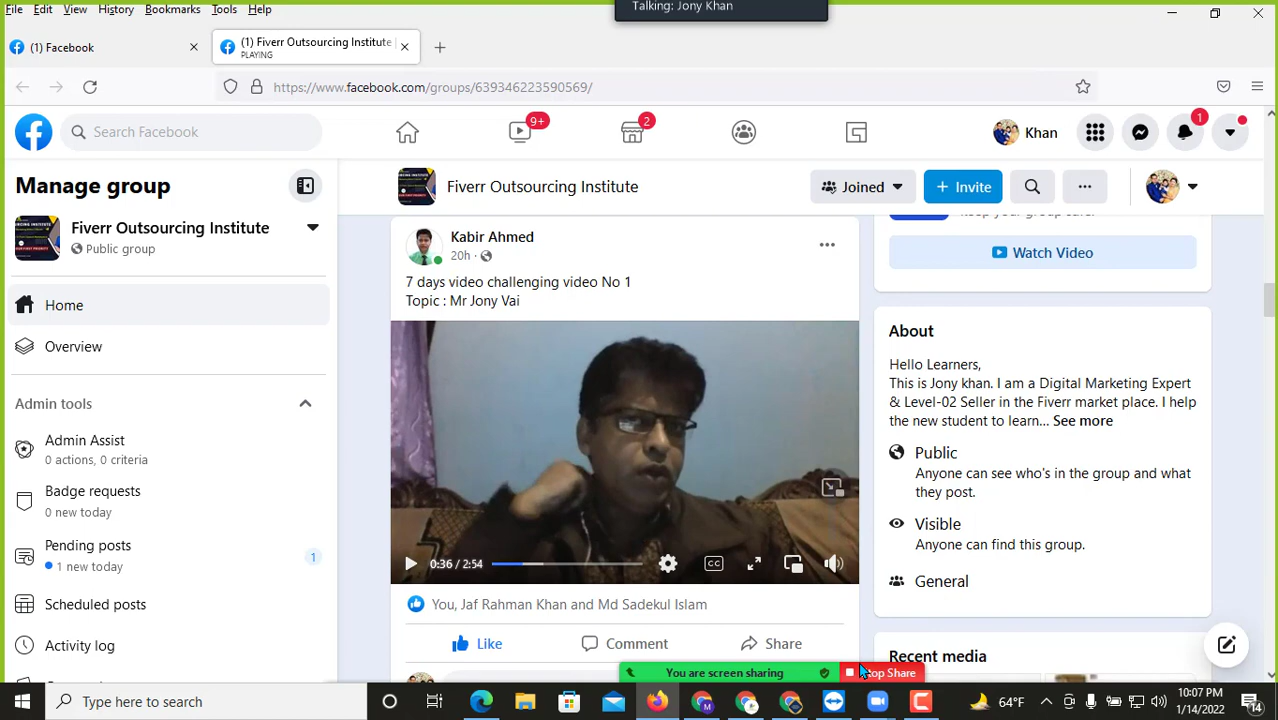 Talking: Jony Khan
File Edit View History Bookmarks Tools Help
(1) Facebook
(1) Fiverr Outsourcing Institute
PLAYING
https://www.facebook.com/groups/639346223590569/
Search Facebook
9+
2
Khan
1
Manage group
Fiverr Outsourcing Institute
Joined
+ Invite
Fiverr Outsourcing Institute
Public group
Home
Overview
Admin tools
Admin Assist
0 actions, 0 criteria
Badge requests
0 new today
Pending posts
1 new today
1
Scheduled posts
Activity log
Kabir Ahmed
20h
7 days video challenging video No 1
Topic : Mr Jony Vai
0:36 / 2:54
CC
You, Jaf Rahman Khan and Md Sadekul Islam
Like
Comment
Share
Watch Video
About
Hello Learners,
This is Jony khan. I am a Digital Marketing Expert
& Level-02 Seller in the Fiverr market place. I help
the new student to learn... See more
Public
Anyone can see who's in the group and what
they post.
Visible
Anyone can find this group.
General
Recent media
You are screen sharing
Share
Type here to search
64°F
10:07 PM
1/14/2022
14